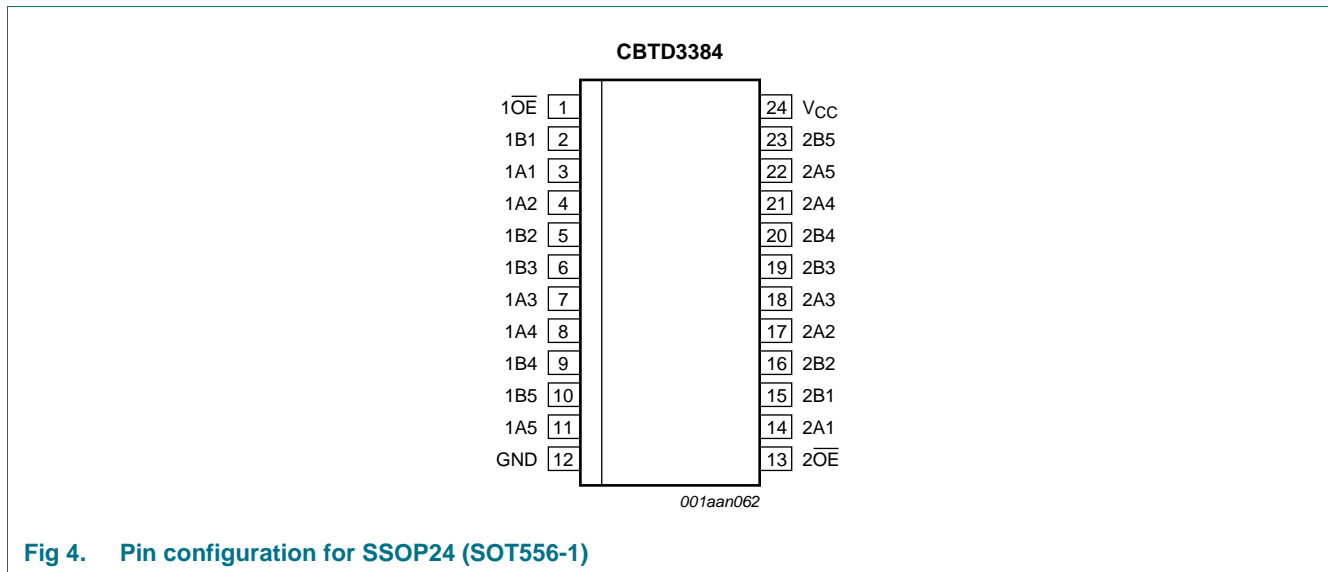 CBTD3384
1O̅E̅ 1 24 VCC
1B1 2 23 2B5
1A1 3 22 2A5
1A2 4 21 2A4
1B2 5 20 2B4
1B3 6 19 2B3
1A3 7 18 2A3
1A4 8 17 2A2
1B4 9 16 2B2
1B5 10 15 2B1
1A5 11 14 2A1
GND 12 13 2O̅E̅
001aan062
Fig 4. Pin configuration for SSOP24 (SOT556-1)